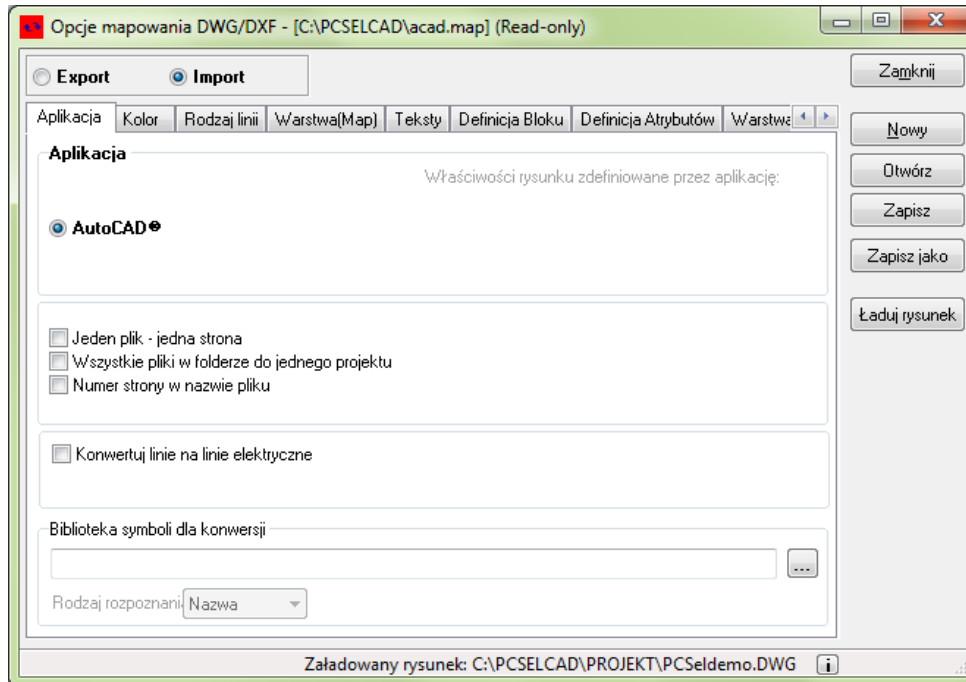 Opcje mapowania DWG/DXF - [C:\PCSELCAD\acad.map] (Read-only)
Export Import
Zamknij
Aplikacja Kolor Rodzaj linii Warstwa(Map) Teksty Definicja Bloku Definicja Atrybutów Warstwa
Nowy
Aplikacja
Właściwości rysunku zdefiniowane przez aplikację:
Otwórz
Zapisz
AutoCAD®
Zapisz jako
Ładuj rysunek
Jeden plik - jedna strona
Wszystkie pliki w folderze do jednego projektu
Numer strony w nazwie pliku
Konwertuj linie na linie elektryczne
Biblioteka symboli dla konwersji
...
Rodzaj rozpoznani Nazwa
Załadowany rysunek: C:\PCSELCAD\PROJEKT\PCSeldemo.DWG i